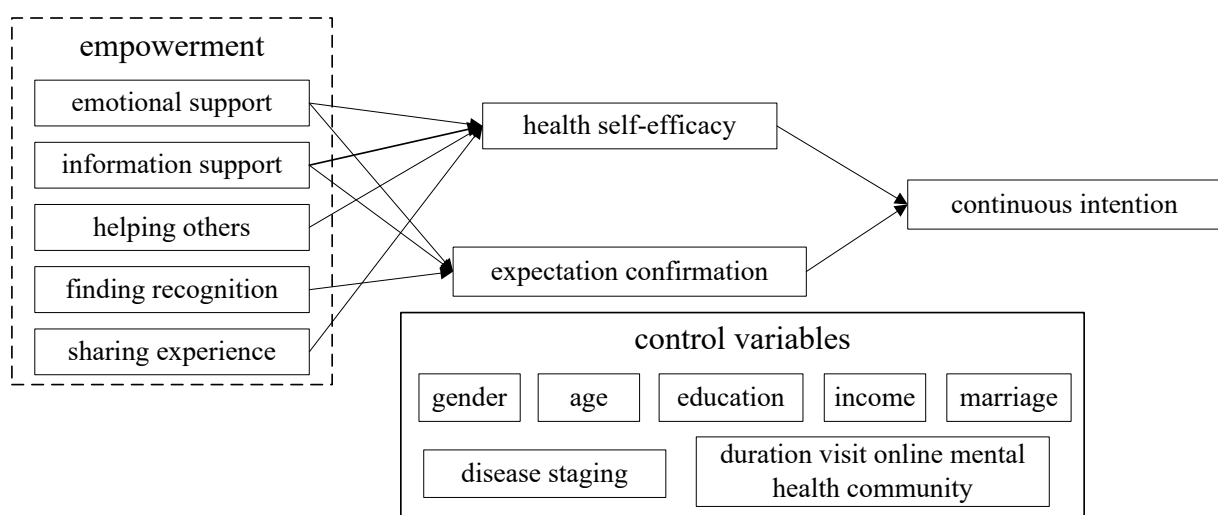 empowerment
emotional support
information support
helping others
finding recognition
sharing experience
health self-efficacy
expectation confirmation
continuous intention
control variables
gender
age
education
income
marriage
disease staging
duration visit online mental
health community